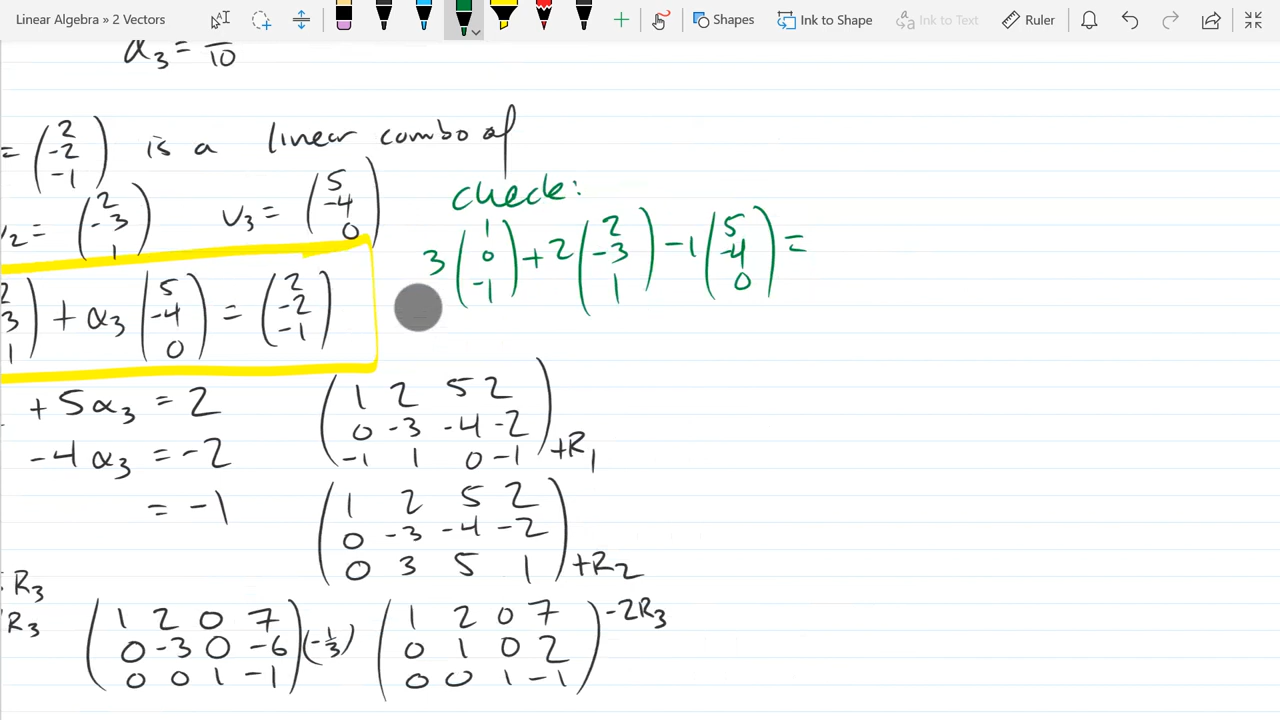 Linear Algebra » 2 Vectors
Shapes
Ink to Shape
Ink to Text
Ruler
α₃ = ‾10
= (2 -2 -1) is a linear combo of
v₂ = (2 -3 1) v₃ = (5 -4 0)
check:
3 (1 0 -1) + 2 (2 -3 1) - 1 (5 -4 0) =
2 3 1) + α₃ (5 -4 0) = (2 -2 -1)
+ 5α₃ = 2
- 4α₃ = -2
= -1
(1 2 5 2
0 -3 -4 -2
-1 1 0 -1) +R₁
(1 2 5 2
0 -3 -4 -2
0 3 5 1) +R₂
R₃
R₃
(1 2 0 7
0 -3 0 -6
0 0 1 -1) (-1/3)
(1 2 0 7
0 1 0 2
0 0 1 -1) -2R₃